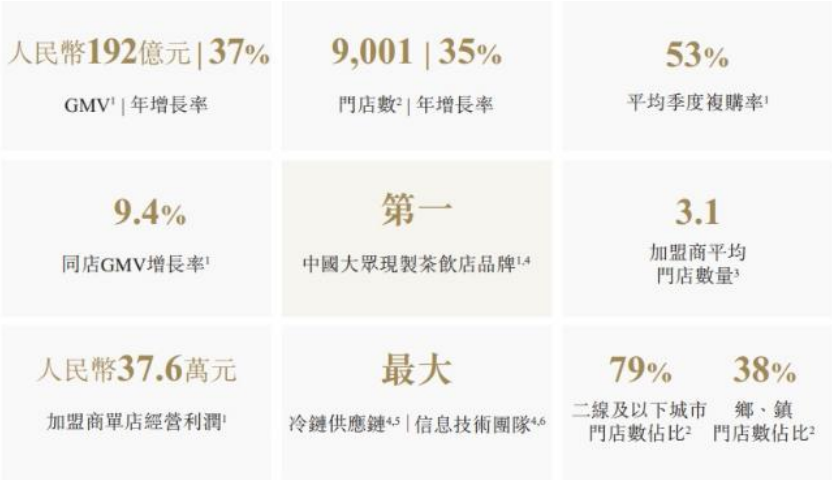 人民幣192億元 | 37%
GMV¹ | 年增長率
9,001 | 35%
門店數² | 年增長率
53%
平均季度複購率¹
9.4%
同店GMV增長率¹
第一
中國大眾現製茶飲店品牌¹,⁴
3.1
加盟商平均
門店數量³
人民幣37.6萬元
加盟商單店經營利潤¹
最大
冷鏈供應鏈⁴,⁵ | 信息技術團隊⁴,⁶
79%
二線及以下城市
門店數佔比²
38%
鄉、鎮
門店數佔比²